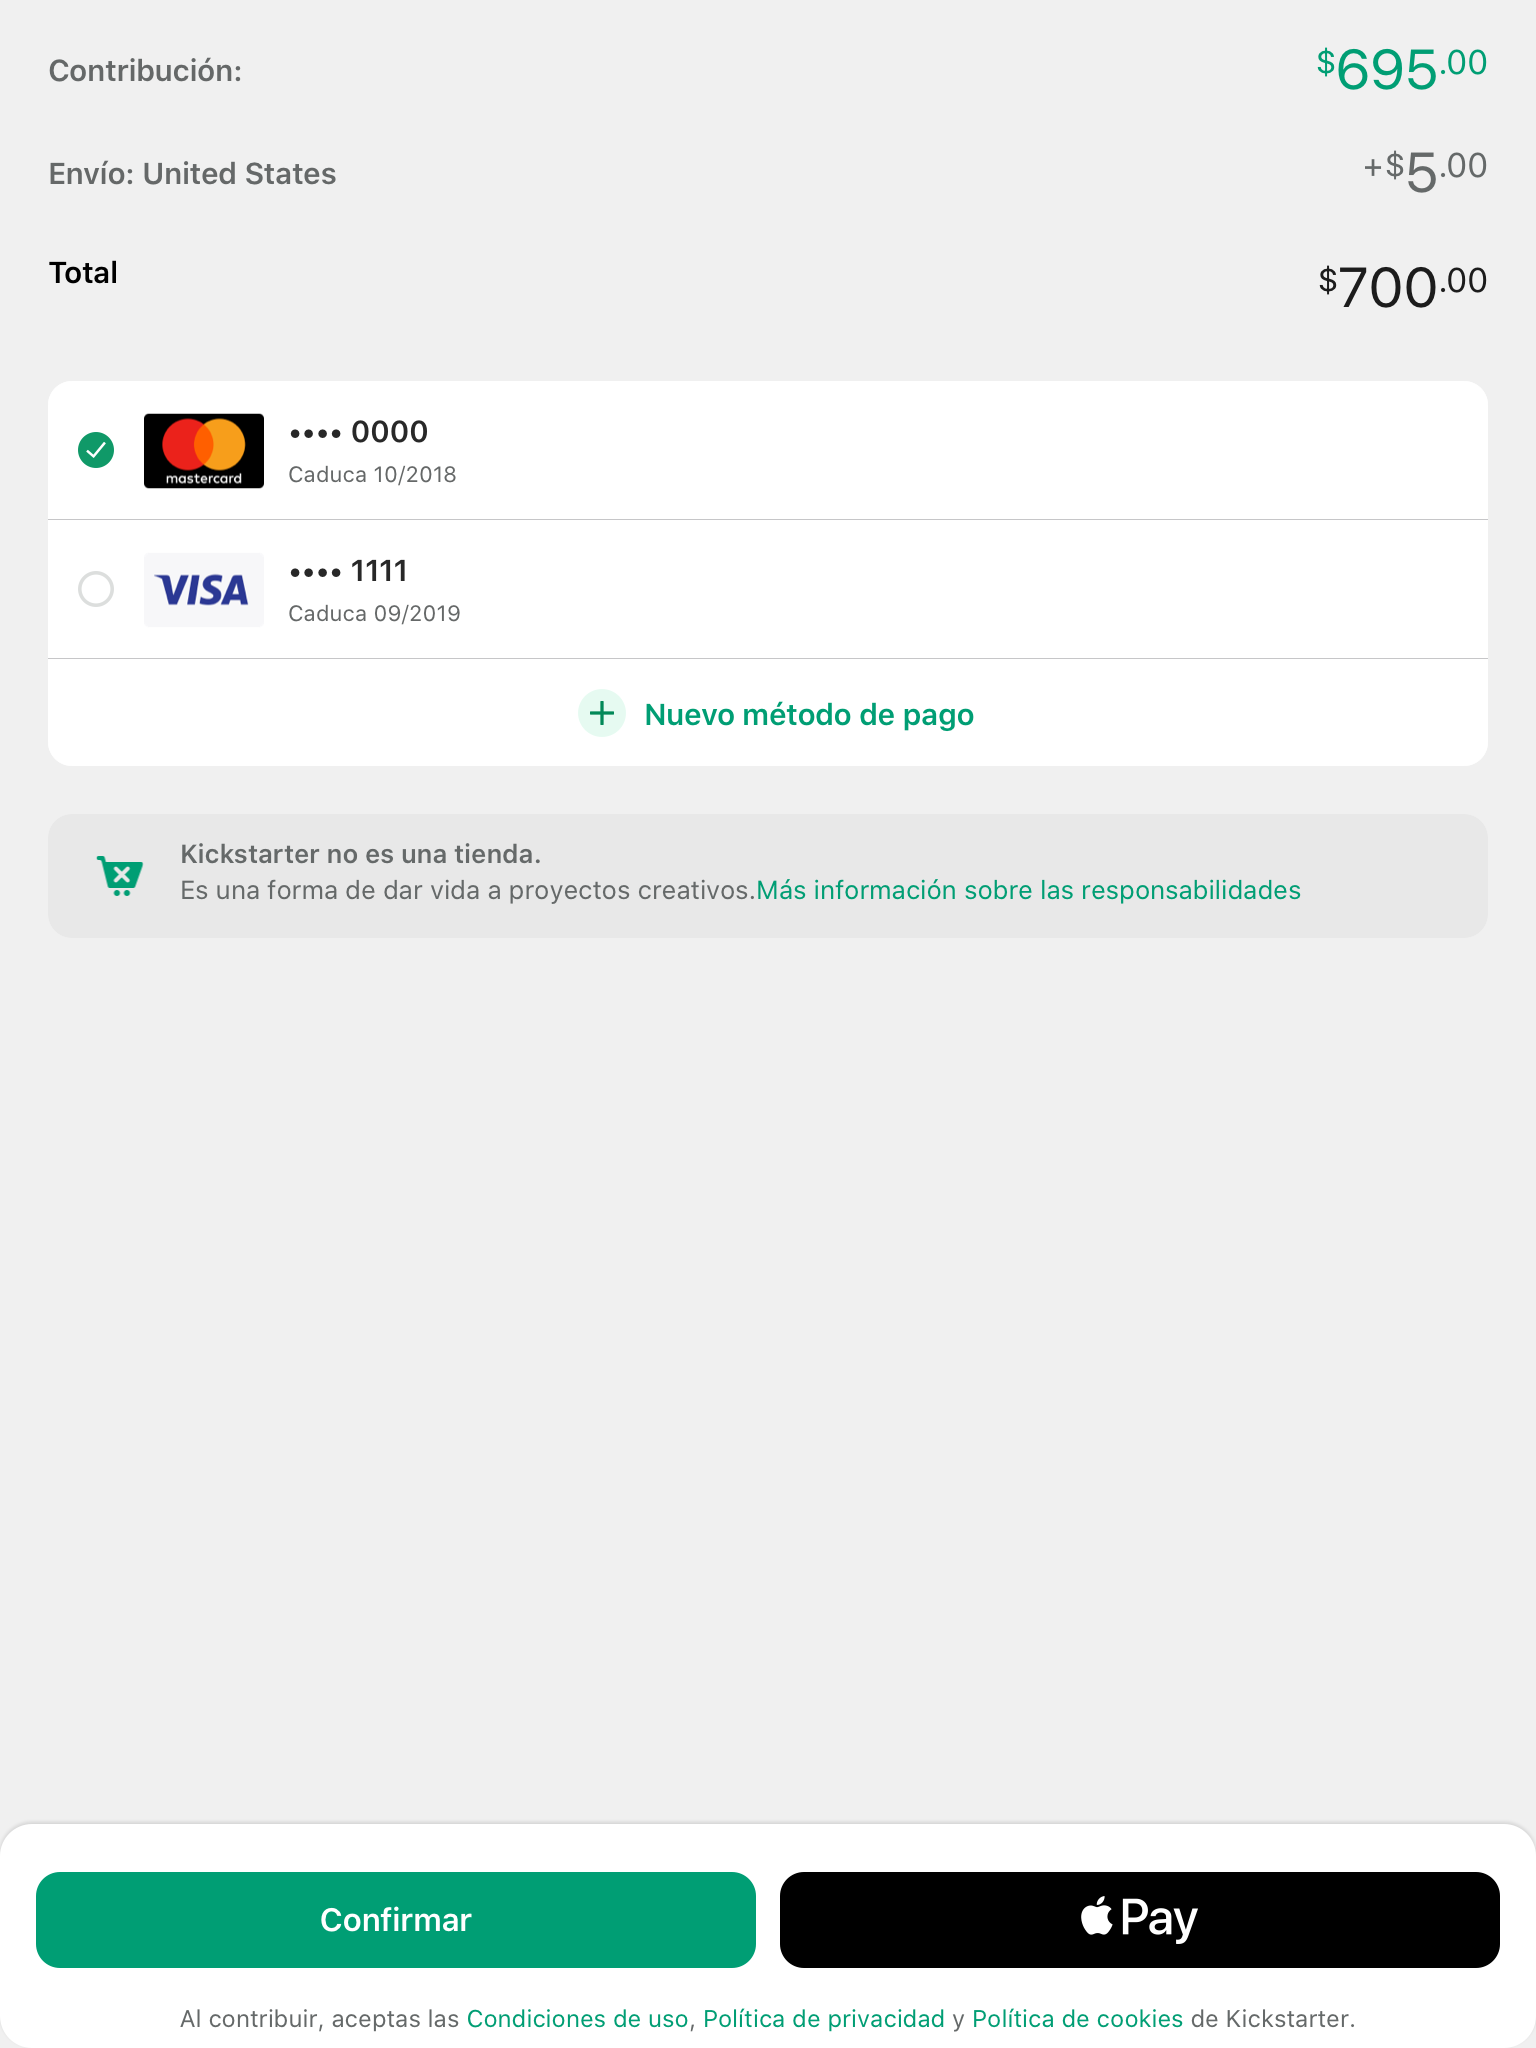 Contribución: $695.00
Envío: United States +$5.00
Total $700.00
mastercard
•••• 0000
Caduca 10/2018
VISA
•••• 1111
Caduca 09/2019
Nuevo método de pago
Kickstarter no es una tienda.
Es una forma de dar vida a proyectos creativos.Más información sobre las responsabilidades
Confirmar Pay
Al contribuir, aceptas las Condiciones de uso, Política de privacidad y Política de cookies de Kickstarter.